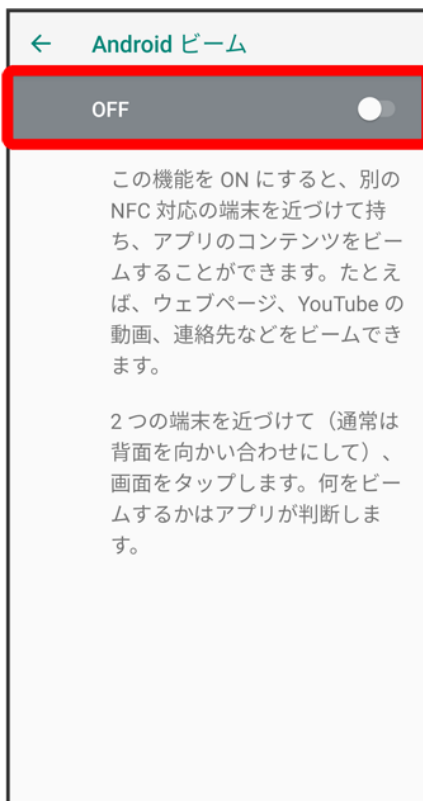 Android ビーム
OFF
この機能を ON にすると、別の
NFC 対応の端末を近づけて持
ち、アプリのコンテンツをビー
ムすることができます。たとえ
ば、ウェブページ、YouTube の
動画、連絡先などをビームでき
ます。
2 つの端末を近づけて（通常は
背面を向かい合わせにして）、
画面をタップします。何をビー
ムするかはアプリが判断しま
す。